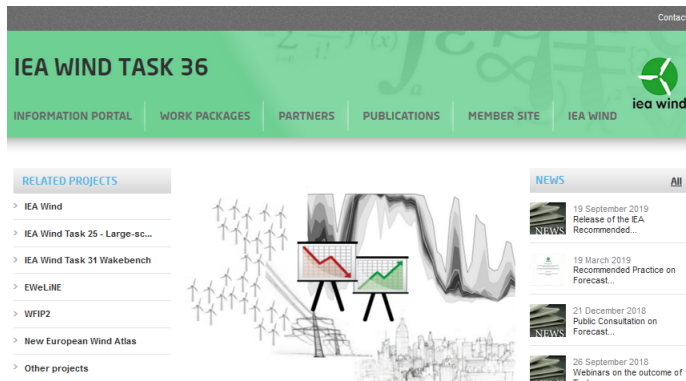 Contact
IEA WIND TASK 36
iea wind
INFORMATION PORTAL WORK PACKAGES PARTNERS PUBLICATIONS MEMBER SITE IEA WIND
RELATED PROJECTS
> IEA Wind
> IEA Wind Task 25 - Large-sc...
> IEA Wind Task 31 Wakebench
> EWeLiNE
> WFIP2
> New European Wind Atlas
> Other projects
NEWS All
NEWS
19 September 2019
Release of the IEA
Recommended...
19 March 2019
Recommended Practice on
Forecast...
NEWS
21 December 2018
Public Consultation on
Forecast...
26 September 2018
Webinars on the outcome of